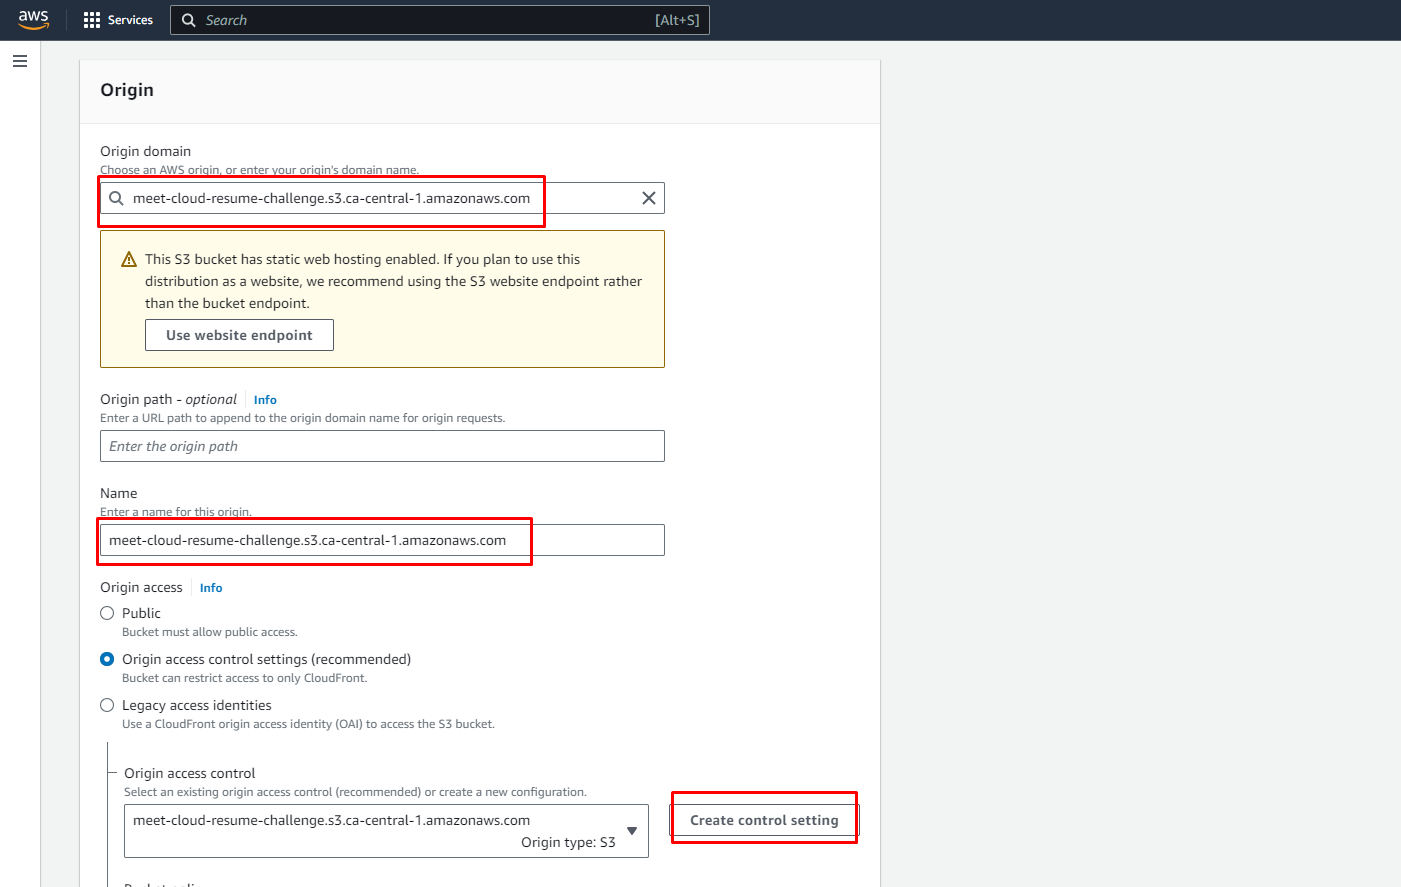 aws
Services
Search [Alt+S]
Origin
Origin domain
Choose an AWS origin, or enter your origin's domain name.
meet-cloud-resume-challenge.s3.ca-central-1.amazonaws.com
This S3 bucket has static web hosting enabled. If you plan to use this
distribution as a website, we recommend using the S3 website endpoint rather
than the bucket endpoint.
Use website endpoint
Origin path - optional Info
Enter a URL path to append to the origin domain name for origin requests.
Enter the origin path
Name
Enter a name for this origin.
meet-cloud-resume-challenge.s3.ca-central-1.amazonaws.com
Origin access Info
Public
Bucket must allow public access.
Origin access control settings (recommended)
Bucket can restrict access to only CloudFront.
Legacy access identities
Use a CloudFront origin access identity (OAI) to access the S3 bucket.
Origin access control
Select an existing origin access control (recommended) or create a new configuration.
meet-cloud-resume-challenge.s3.ca-central-1.amazonaws.com
Origin type: S3
Create control setting